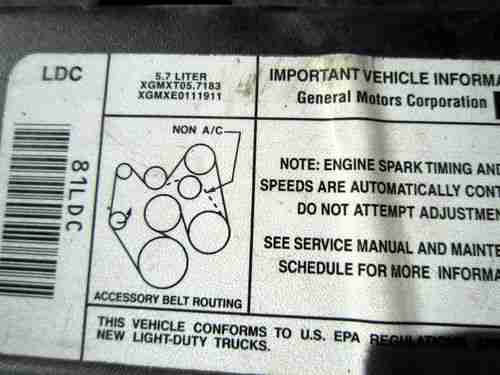 LDC
5.7 LITER
XGMXT05.7183
XGMXE0111911
IMPORTANT VEHICLE INFORMA
General Motors Corporation
81LDC
NON A/C
NOTE: ENGINE SPARK TIMING AND
SPEEDS ARE AUTOMATICALLY CONT
DO NOT ATTEMPT ADJUSTME
SEE SERVICE MANUAL AND MAINTE
SCHEDULE FOR MORE INFORMA
ACCESSORY BELT ROUTING
THIS VEHICLE CONFORMS TO U.S. EPA REGULATIONS
NEW LIGHT-DUTY TRUCKS.